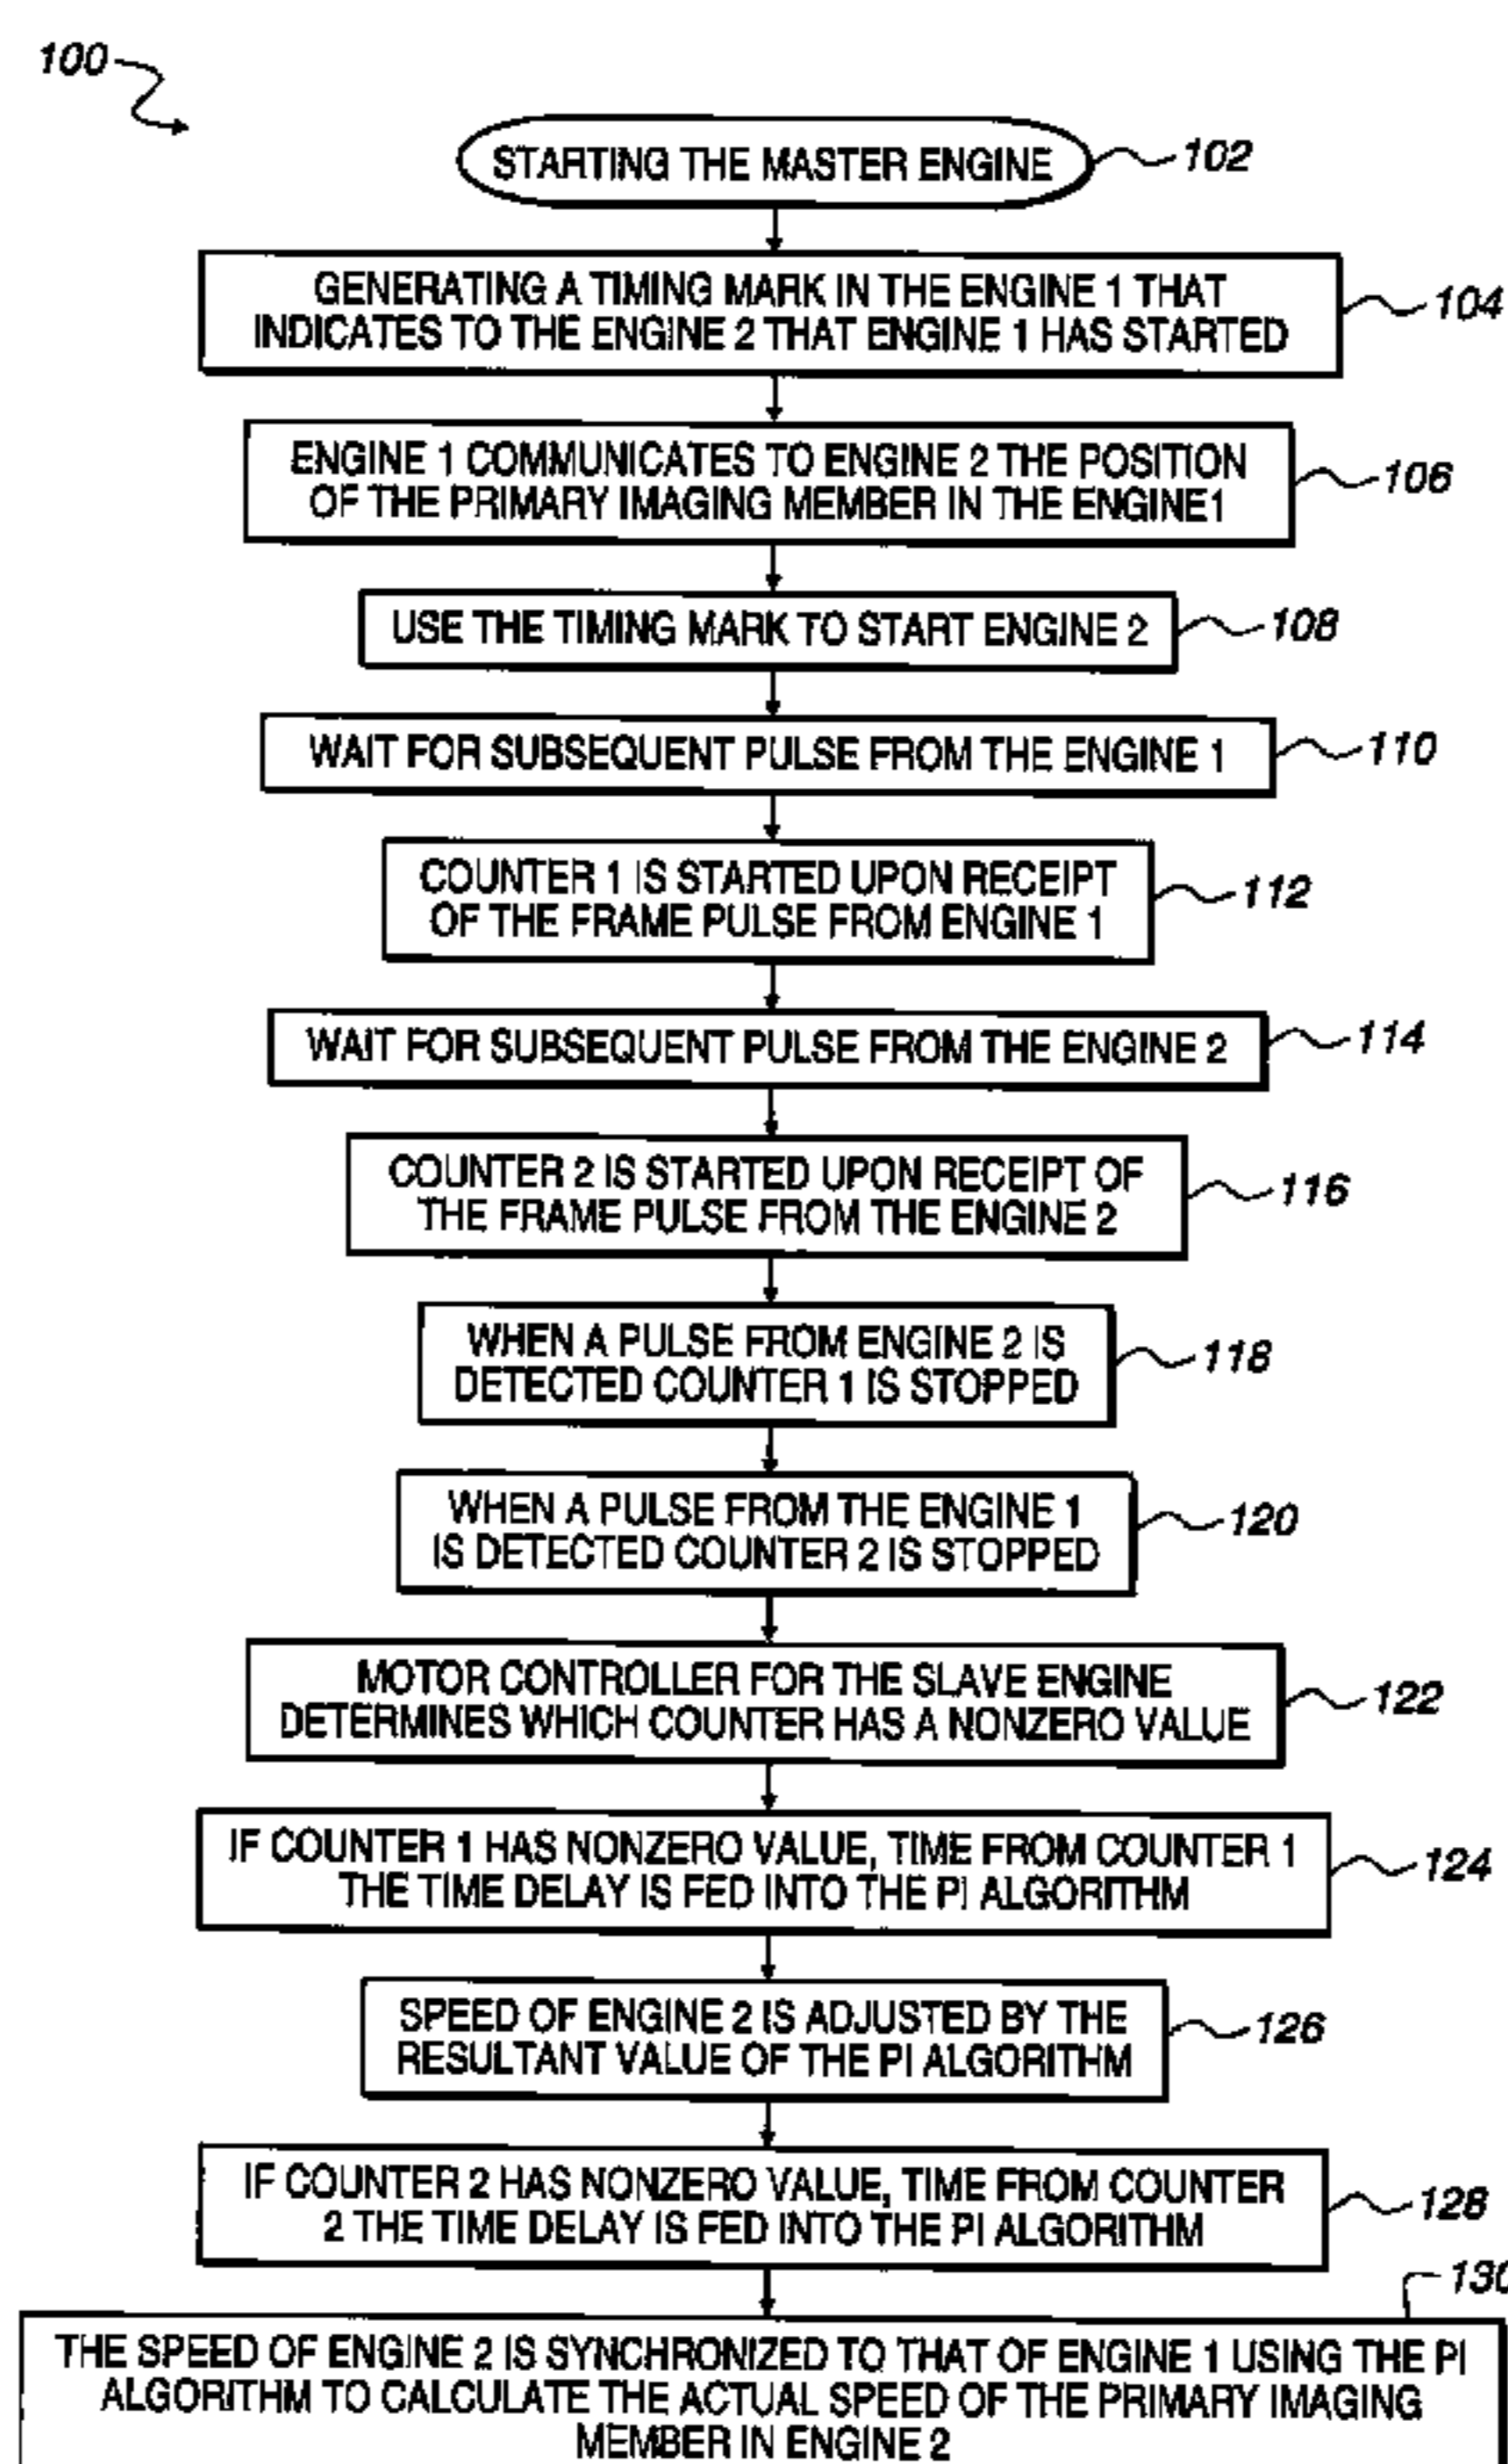 100
STARTING THE MASTER ENGINE
102
GENERATING A TIMING MARK IN THE ENGINE 1 THAT
INDICATES TO THE ENGINE 2 THAT ENGINE 1 HAS STARTED
104
ENGINE 1 COMMUNICATES TO ENGINE 2 THE POSITION
OF THE PRIMARY IMAGING MEMBER IN THE ENGINE1
106
USE THE TIMING MARK TO START ENGINE 2
108
WAIT FOR SUBSEQUENT PULSE FROM THE ENGINE 1
110
COUNTER 1 IS STARTED UPON RECEIPT
OF THE FRAME PULSE FROM ENGINE 1
112
WAIT FOR SUBSEQUENT PULSE FROM THE ENGINE 2
114
COUNTER 2 IS STARTED UPON RECEIPT OF
THE FRAME PULSE FROM THE ENGINE 2
116
WHEN A PULSE FROM ENGINE 2 IS
DETECTED COUNTER 1 IS STOPPED
118
WHEN A PULSE FROM THE ENGINE 1
IS DETECTED COUNTER 2 IS STOPPED
120
MOTOR CONTROLLER FOR THE SLAVE ENGINE
DETERMINES WHICH COUNTER HAS A NONZERO VALUE
122
IF COUNTER 1 HAS NONZERO VALUE, TIME FROM COUNTER 1
THE TIME DELAY IS FED INTO THE PI ALGORITHM
124
SPEED OF ENGINE 2 IS ADJUSTED BY THE
RESULTANT VALUE OF THE PI ALGORITHM
126
IF COUNTER 2 HAS NONZERO VALUE, TIME FROM COUNTER
2 THE TIME DELAY IS FED INTO THE PI ALGORITHM
128
130
THE SPEED OF ENGINE 2 IS SYNCHRONIZED TO THAT OF ENGINE 1 USING THE PI
ALGORITHM TO CALCULATE THE ACTUAL SPEED OF THE PRIMARY IMAGING
MEMBER IN ENGINE 2